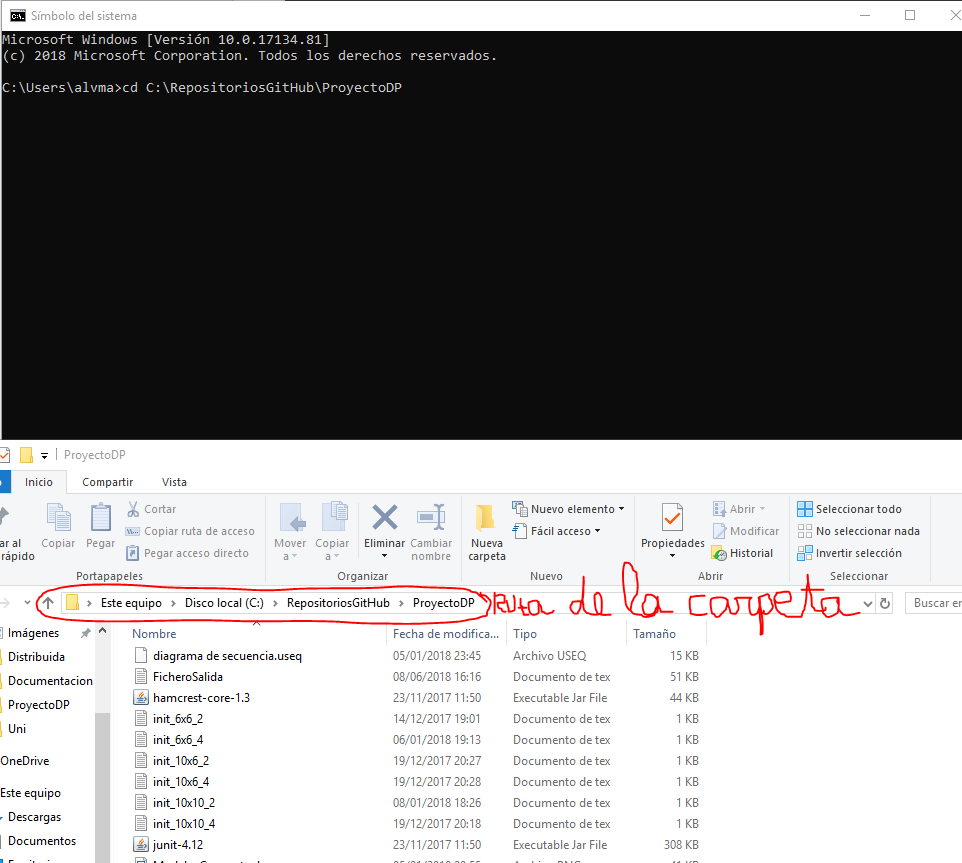 Símbolo del sistema
Microsoft Windows [Versión 10.0.17134.81]
(c) 2018 Microsoft Corporation. Todos los derechos reservados.
C:\Users\alvma>cd C:\RepositoriosGitHub\ProyectoDP
ProyectoDP
Inicio Compartir Vista
Cortar
Copiar ruta de acceso
Pegar acceso directo
ar al
rápido
Copiar
Pegar
Portapapeles
Mover
a
Copiar
a
Eliminar
Cambiar
nombre
Organizar
Nueva
carpeta
Nuevo elemento
Fácil acceso
Nuevo
Propiedades
Abrir
Modificar
Historial
Abrir
Seleccionar todo
No seleccionar nada
Invertir selección
Seleccionar
Este equipo > Disco local (C:) > RepositoriosGitHub > ProyectoDP
Ruta de la carpeta
Buscar en
Imágenes
Distribuida
Documentacion
ProyectoDP
Uni
OneDrive
Este equipo
Descargas
Documentos
Nombre Fecha de modifica... Tipo Tamaño
diagrama de secuencia.useq 05/01/2018 23:45 Archivo USEQ 15 KB
FicheroSalida 08/06/2018 16:16 Documento de tex 51 KB
hamcrest-core-1.3 23/11/2017 11:50 Executable Jar File 44 KB
init_6x6_2 14/12/2017 19:01 Documento de tex 1 KB
init_6x6_4 06/01/2018 19:13 Documento de tex 1 KB
init_10x6_2 19/12/2017 20:27 Documento de tex 1 KB
init_10x6_4 19/12/2017 20:28 Documento de tex 1 KB
init_10x10_2 08/01/2018 18:26 Documento de tex 1 KB
init_10x10_4 19/12/2017 20:18 Documento de tex 1 KB
junit-4.12 23/11/2017 11:50 Executable Jar File 308 KB